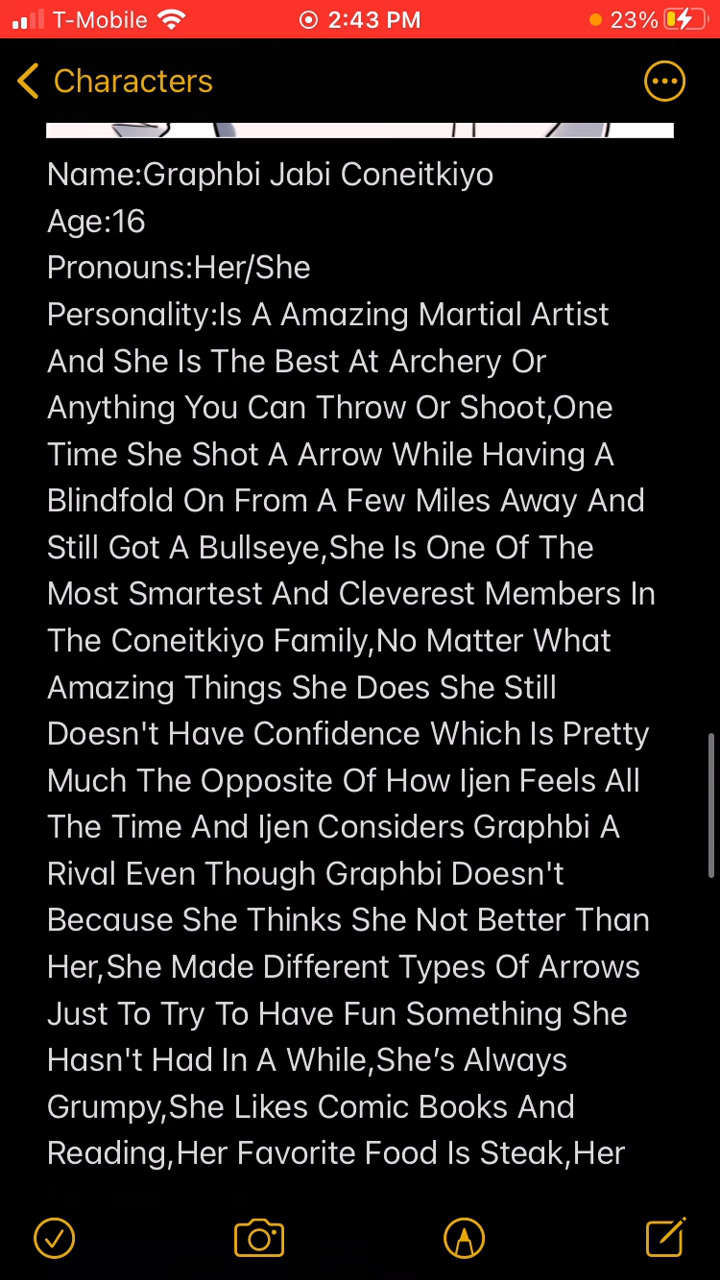 T-Mobile 2:43 PM 23%
Characters
Name:Graphbi Jabi Coneitkiyo
Age:16
Pronouns:Her/She
Personality:Is A Amazing Martial Artist
And She Is The Best At Archery Or
Anything You Can Throw Or Shoot,One
Time She Shot A Arrow While Having A
Blindfold On From A Few Miles Away And
Still Got A Bullseye,She Is One Of The
Most Smartest And Cleverest Members In
The Coneitkiyo Family,No Matter What
Amazing Things She Does She Still
Doesn't Have Confidence Which Is Pretty
Much The Opposite Of How Ijen Feels All
The Time And Ijen Considers Graphbi A
Rival Even Though Graphbi Doesn't
Because She Thinks She Not Better Than
Her,She Made Different Types Of Arrows
Just To Try To Have Fun Something She
Hasn't Had In A While,She’s Always
Grumpy,She Likes Comic Books And
Reading,Her Favorite Food Is Steak,Her